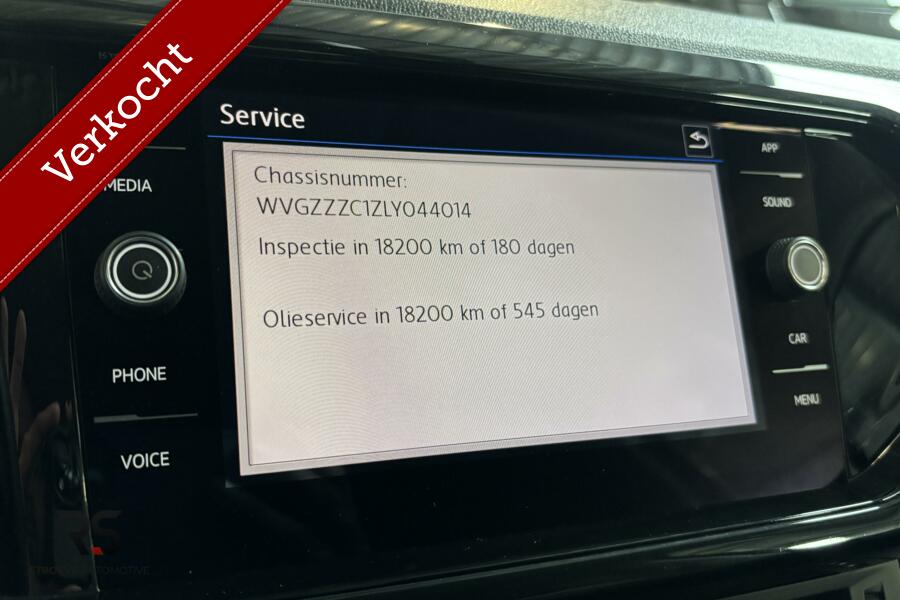 Verkocht
Service
Chassisnummer:
WVGZZZC1ZLY044014
Inspectie in 18200 km of 180 dagen
Olieservice in 18200 km of 545 dagen
MEDIA
PHONE
VOICE
APP
SOUND
CAR
MENU
RS